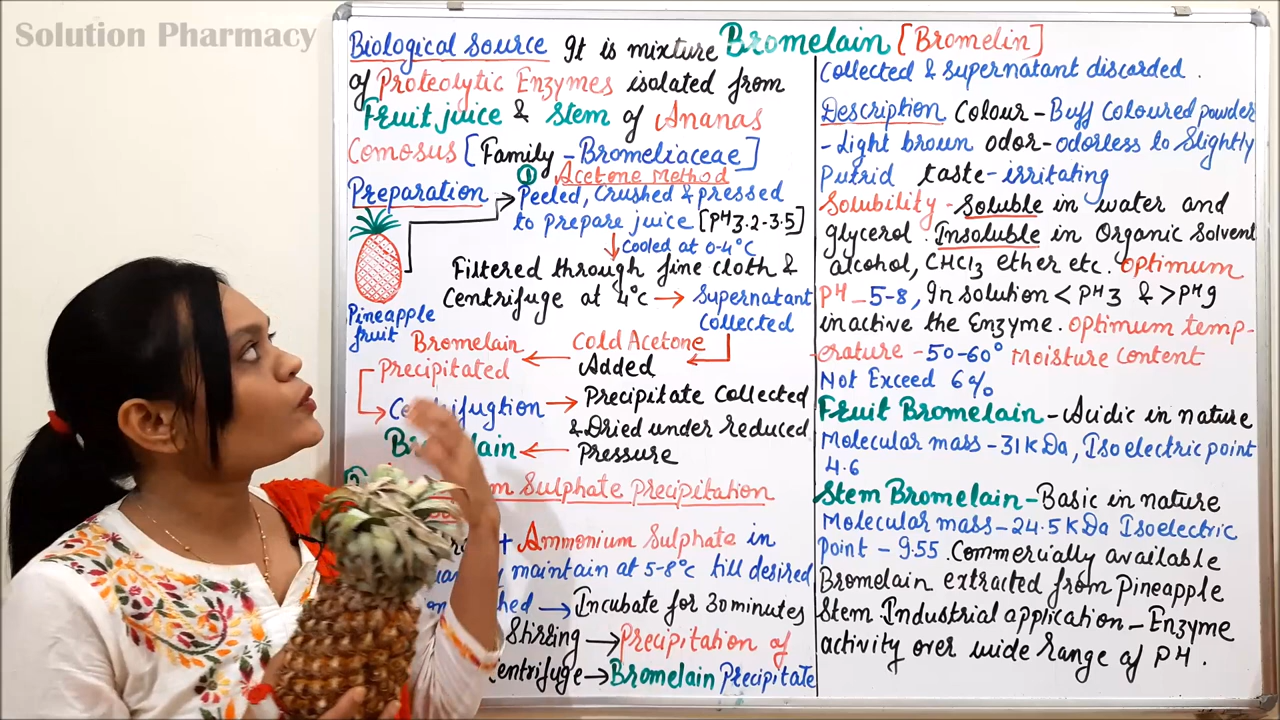 Solution Pharmacy
Bromelain [Bromelin]
Biological source It is mixture
of Proteolytic Enzymes isolated from
Fruit juice & Stem of Ananas
Comosus [Family - Bromeliaceae]
① Acetone Method
Preparation Peeled, Crushed & pressed
to prepare juice [PH 3.2-3.5]
↓ Cooled at 0-4°C
Filtered through fine cloth &
Centrifuge at 4°C → Supernatant
Collected
Pineapple
fruit
Cold Acetone
Added
Bromelain
Precipitated
→ Precipitate Collected
& Dried under reduced
Pressure
Sulphate Precipitation
+ Ammonium Sulphate in
maintain at 5-8°C till desired
→ Incubate for 30 minutes
Stirring → Precipitation of
→ Bromelain Precipitate
Collected & supernatant discarded.
Description Colour - Buff Coloured powder
- Light brown odor - odorless to Slightly
Putrid taste - irritating
Solubility - Soluble in water and
glycerol. Insoluble in Organic Solvent
alcohol, CHCl3 ether etc. optimum
PH - 5-8, In solution < PH3 & > PH9
inactive the Enzyme. optimum temp-
erature - 50-60° Moisture Content
Not Exceed 6%
Fruit Bromelain - Acidic in nature
Molecular mass - 31 KDa, Isoelectric point
4.6
Stem Bromelain - Basic in nature
Molecular mass - 24.5 KDa Isoelectric
Point - 9.55. Commercially available
Bromelain extracted from Pineapple
Stem. Industrial application - Enzyme
activity over wide range of PH.